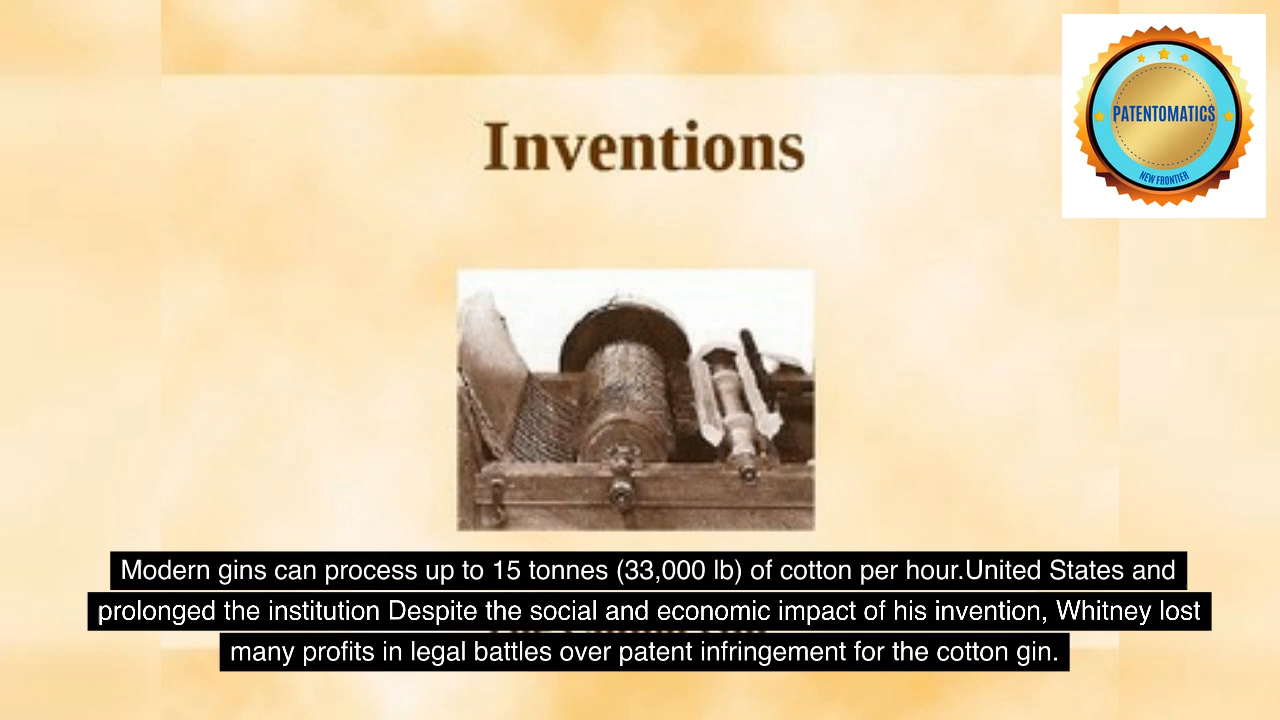 PATENTOMATICS
NEW FRONTIER
Inventions
Modern gins can process up to 15 tonnes (33,000 lb) of cotton per hour.United States and
prolonged the institution Despite the social and economic impact of his invention, Whitney lost
many profits in legal battles over patent infringement for the cotton gin.